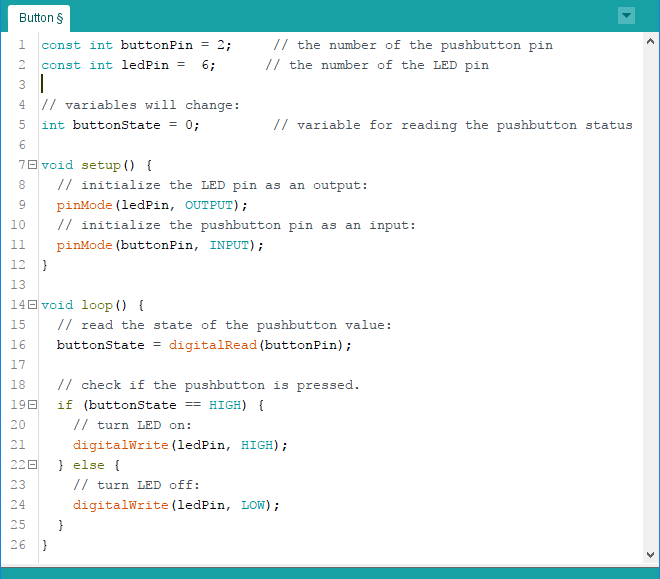 Button §
1 const int buttonPin = 2;     // the number of the pushbutton pin
2 const int ledPin =  6;      // the number of the LED pin
3
4 // variables will change:
5 int buttonState = 0;         // variable for reading the pushbutton status
6
7 void setup() {
8   // initialize the LED pin as an output:
9   pinMode(ledPin, OUTPUT);
10   // initialize the pushbutton pin as an input:
11   pinMode(buttonPin, INPUT);
12 }
13
14 void loop() {
15   // read the state of the pushbutton value:
16   buttonState = digitalRead(buttonPin);
17
18   // check if the pushbutton is pressed.
19   if (buttonState == HIGH) {
20     // turn LED on:
21     digitalWrite(ledPin, HIGH);
22   } else {
23     // turn LED off:
24     digitalWrite(ledPin, LOW);
25   }
26 }